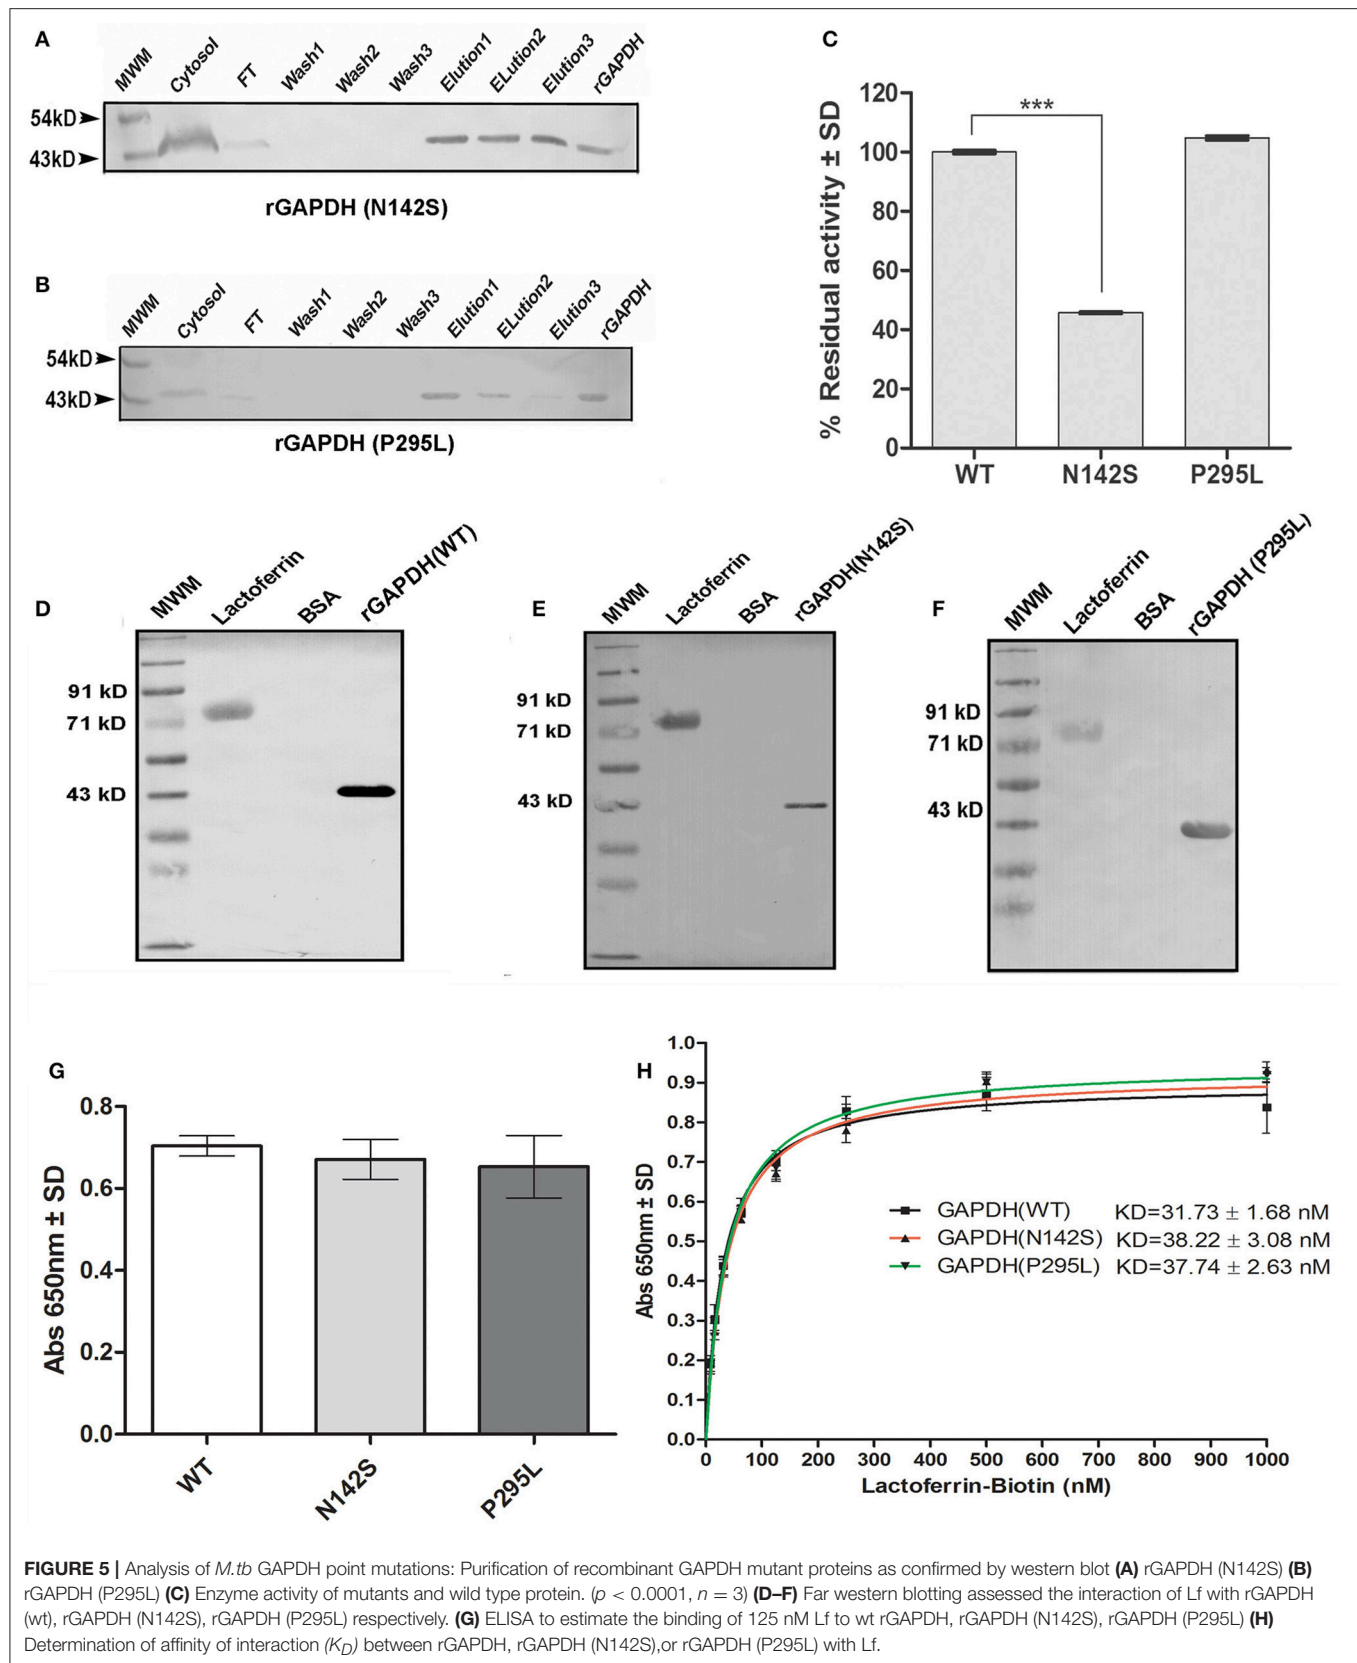 A
MWM Cytosol FT Wash1 Wash2 Wash3 Elution1 ELution2 Elution3 rGAPDH
54kD
43kD
rGAPDH (N142S)
B
MWM Cytosol FT Wash1 Wash2 Wash3 Elution1 ELution2 Elution3 rGAPDH
54kD
43kD
rGAPDH (P295L)
C
% Residual activity ± SD
120
100
80
60
40
20
0
***
WT N142S P295L
D
MWM Lactoferrin BSA rGAPDH(WT)
91 kD
71 kD
43 kD
E
MWM Lactoferrin BSA rGAPDH(N142S)
91 kD
71 kD
43 kD
F
MWM Lactoferrin BSA rGAPDH (P295L)
91 kD
71 kD
43 kD
G
Abs 650nm ± SD
0.8
0.6
0.4
0.2
0.0
WT N142S P295L
H
Abs 650nm ± SD
1.0
0.9
0.8
0.7
0.6
0.5
0.4
0.3
0.2
0.1
0.0
GAPDH(WT) KD=31.73 ± 1.68 nM
GAPDH(N142S) KD=38.22 ± 3.08 nM
GAPDH(P295L) KD=37.74 ± 2.63 nM
0 100 200 300 400 500 600 700 800 900 1000
Lactoferrin-Biotin (nM)
FIGURE 5 | Analysis of M.tb GAPDH point mutations: Purification of recombinant GAPDH mutant proteins as confirmed by western blot (A) rGAPDH (N142S) (B)
rGAPDH (P295L) (C) Enzyme activity of mutants and wild type protein. (p < 0.0001, n = 3) (D–F) Far western blotting assessed the interaction of Lf with rGAPDH
(wt), rGAPDH (N142S), rGAPDH (P295L) respectively. (G) ELISA to estimate the binding of 125 nM Lf to wt rGAPDH, rGAPDH (N142S), rGAPDH (P295L) (H)
Determination of affinity of interaction (KD) between rGAPDH, rGAPDH (N142S),or rGAPDH (P295L) with Lf.